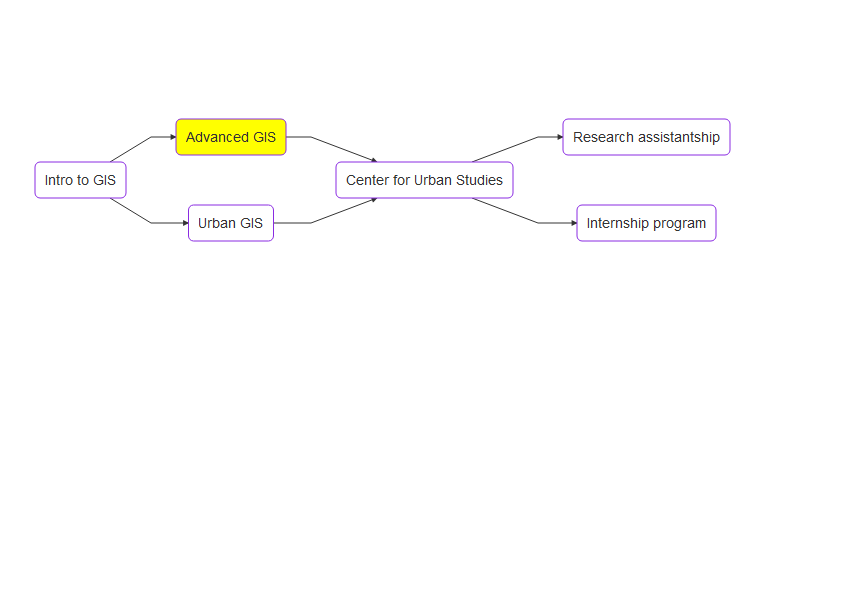 Intro to GIS
Advanced GIS
Urban GIS
Center for Urban Studies
Research assistantship
Internship program